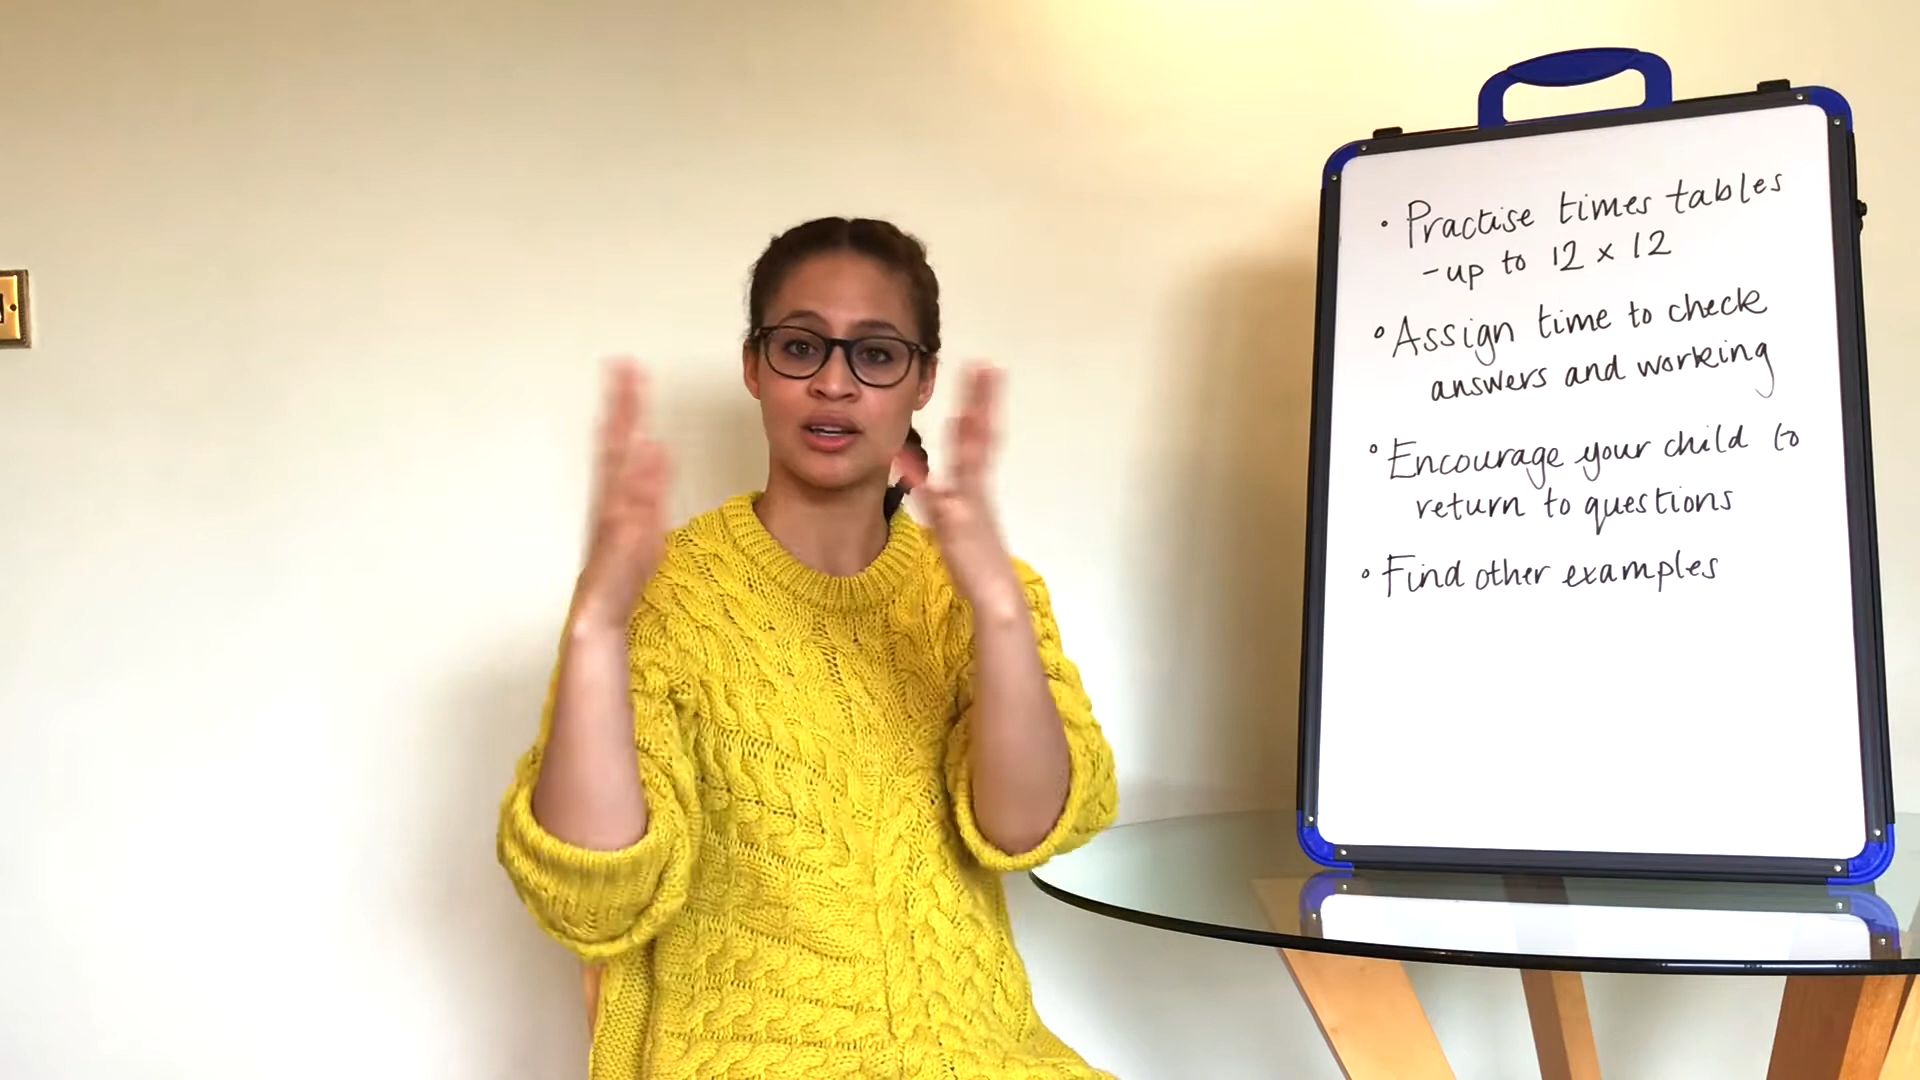 • Practise times tables
- up to 12 x 12
• Assign time to check
answers and working
• Encourage your child to
return to questions
• Find other examples